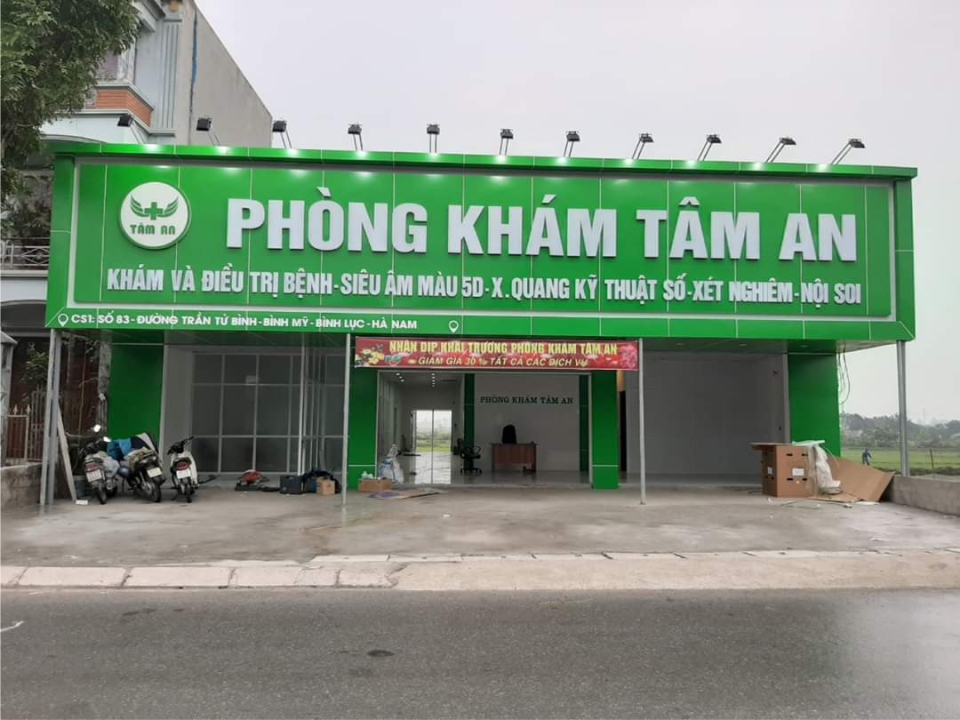 TÂM AN
PHÒNG KHÁM TÂM AN
KHÁM VÀ ĐIỀU TRỊ BỆNH-SIÊU ÂM MÀU 5D-X.QUANG KỸ THUẬT SỐ-XÉT NGHIỆM-NỘI SOI
CS1: SỐ 83 - ĐƯỜNG TRẦN TỬ BÌNH - BÌNH MỸ - BÌNH LỤC - HÀ NAM
NHÂN DỊP KHAI TRƯƠNG PHÒNG KHÁM TÂM AN
GIẢM GIÁ 30 % TẤT CẢ CÁC DỊCH VỤ
PHÒNG KHÁM TÂM AN